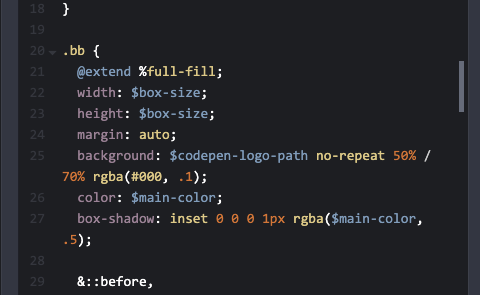 18 }
19
20 .bb {
21 @extend %full-fill;
22 width: $box-size;
23 height: $box-size;
24 margin: auto;
25 background: $codepen-logo-path no-repeat 50% /
70% rgba(#000, .1);
26 color: $main-color;
27 box-shadow: inset 0 0 0 1px rgba($main-color,
.5);
28
29 &::before,